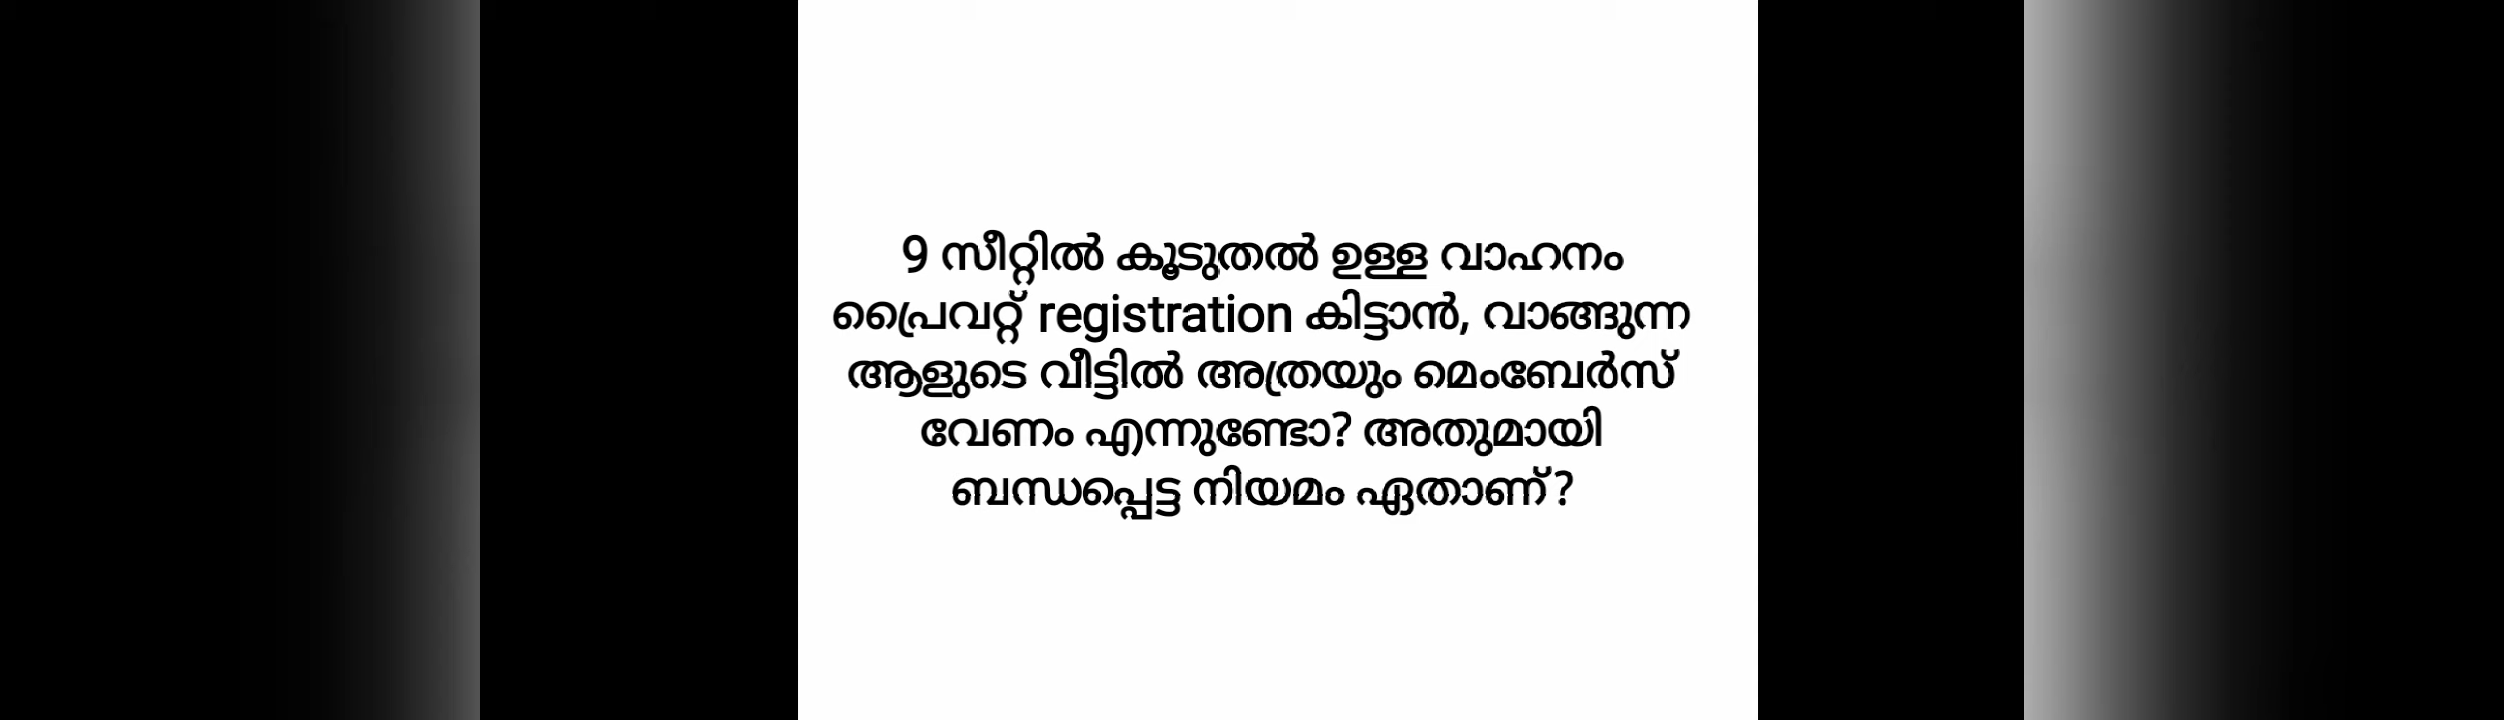 9 സീറ്റിൽ കൂടുതൽ ഉള്ള വാഹനം
പ്രൈവറ്റ് registration കിട്ടാൻ, വാങ്ങുന്ന
ആളുടെ വീട്ടിൽ അത്രയും മെംബേർസ്
വേണം എന്നുണ്ടോ? അതുമായി
ബന്ധപ്പെട്ട നിയമം ഏതാണ്?